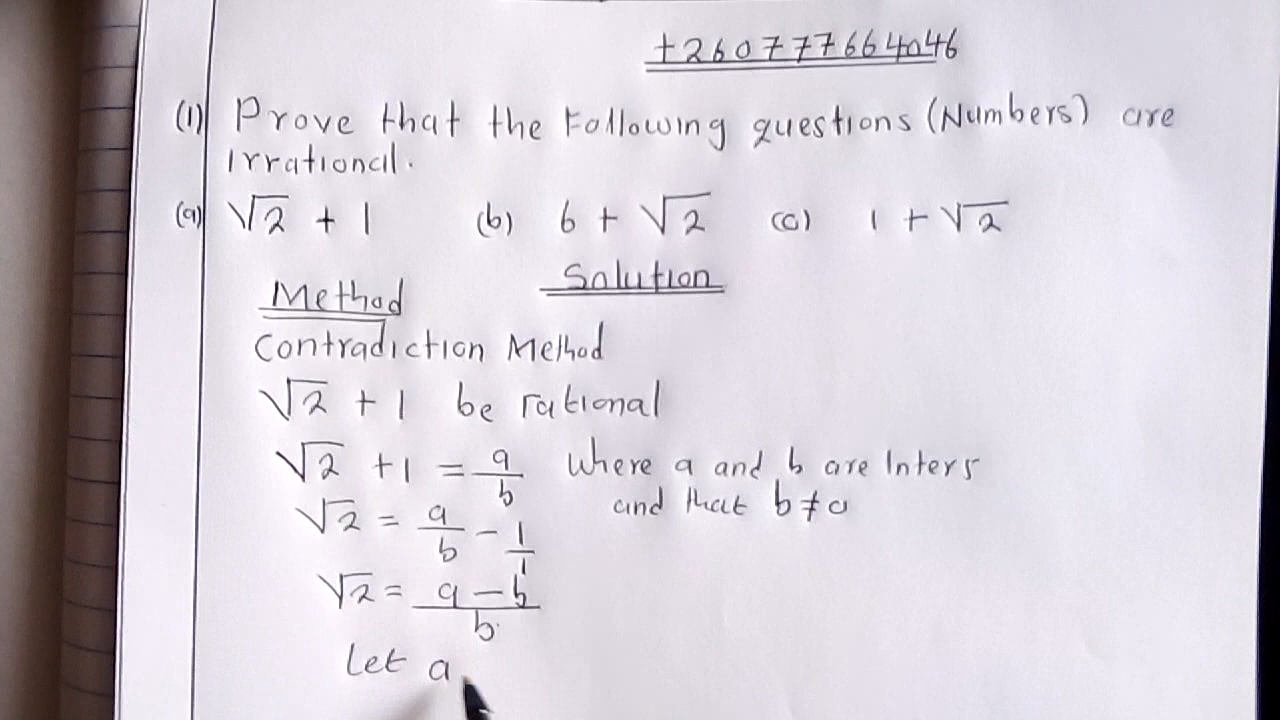 +260777664046
(1) Prove that the Following questions (Numbers) are
Irrational.
(a) √2 + 1 (b) 6 + √2 (c) 1 + √2
Solution
Method
Contradiction Method
√2 + 1 be rational
√2 + 1 = a/b Where a and b are Inters
and that b ≠ 0
√2 = a/b - 1/1
√2 = a - b / b
Let a